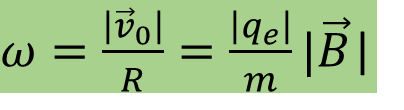 ω = |v⃗₀| / R = |qₑ| / m |B⃗|